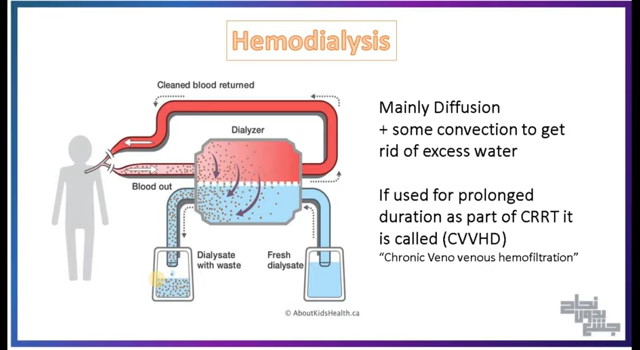 Hemodialysis
Cleaned blood returned
Dialyzer
Blood out
Dialysate
with waste
Fresh
dialysate
© AboutKidsHealth.ca
Mainly Diffusion
+ some convection to get
rid of excess water
If used for prolonged
duration as part of CRRT it
is called (CVVHD)
“Chronic Veno venous hemofiltration”